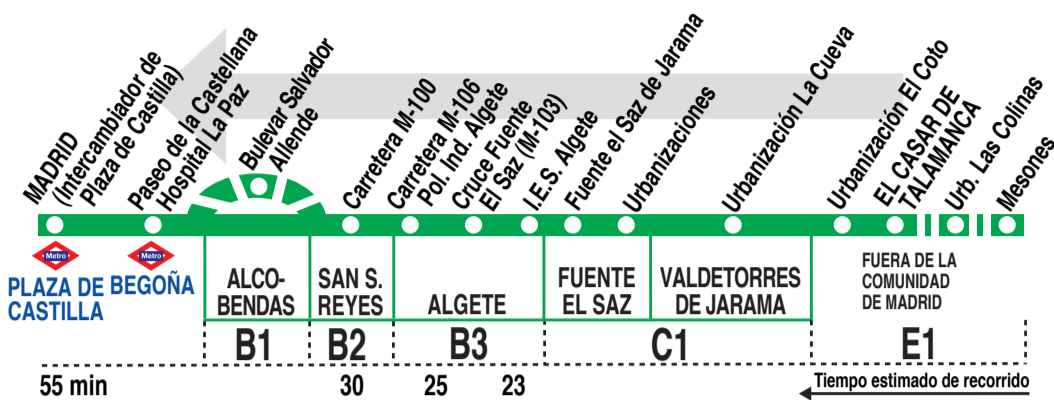 MADRID
(Intercambiador de
Plaza de Castilla)
Paseo de la Castellana
Hospital La Paz
Bulevar Salvador
Allende
Carretera M-100
Carretera M-106
Pol. Ind. Algete
Cruce Fuente
El Saz (M-103)
I.E.S. Algete
Fuente el Saz de Jarama
Urbanizaciones
Urbanización La Cueva
Urbanización El Coto
EL CASAR DE
TALAMANCA
Urb. Las Colinas
Mesones
Metro
Metro
PLAZA DE
CASTILLA
BEGOÑA
ALCO-
BENDAS
SAN S.
REYES
ALGETE
FUENTE
EL SAZ
VALDETORRES
DE JARAMA
FUERA DE LA
COMUNIDAD
DE MADRID
B1
B2
B3
C1
E1
55 min
30
25
23
Tiempo estimado de recorrido